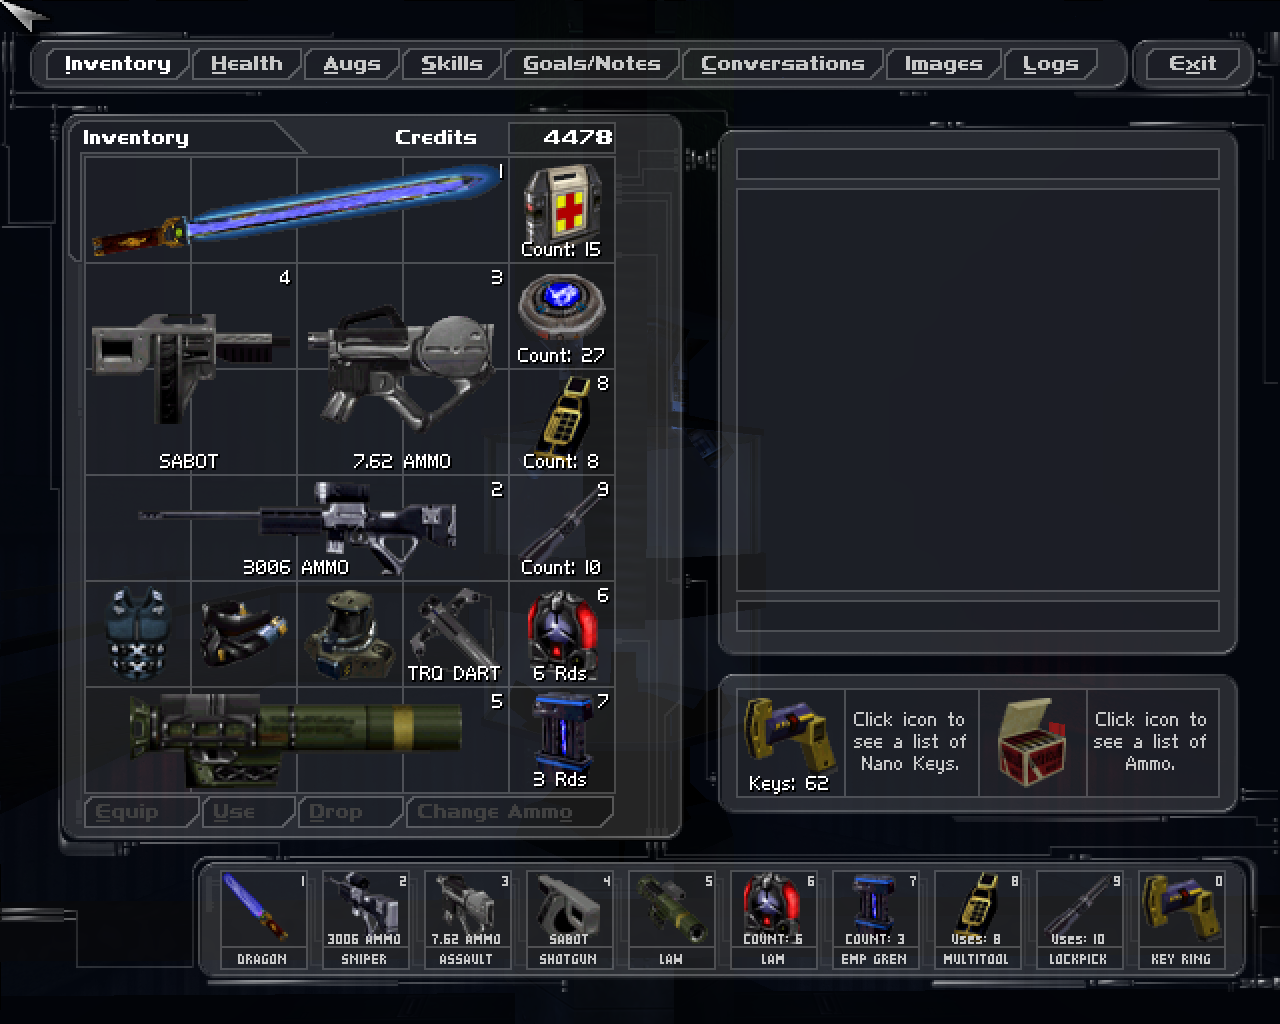 Inventory Health Augs Skills Goals/Notes Conversations Images Logs Exit
Inventory Credits 4478
1
Count: 15
4 3
Count: 27
8
SABOT 7.62 AMMO Count: 8
2 9
3006 AMMO Count: 10
6
TRQ DART 6 Rds
5 7
3 Rds
Equip Use Drop Change Ammo
Click icon to
see a list of
Nano Keys.
Keys: 62
Click icon to
see a list of
Ammo.
1 2 3 4 5 6 7 8 9 0
3006 AMMO 7.62 AMMO SABOT COUNT: 6 COUNT: 3 Uses: 8 Uses: 10
DRAGON SNIPER ASSAULT SHOTGUN LAW LAM EMP GREN MULTITOOL LOCKPICK KEY RING